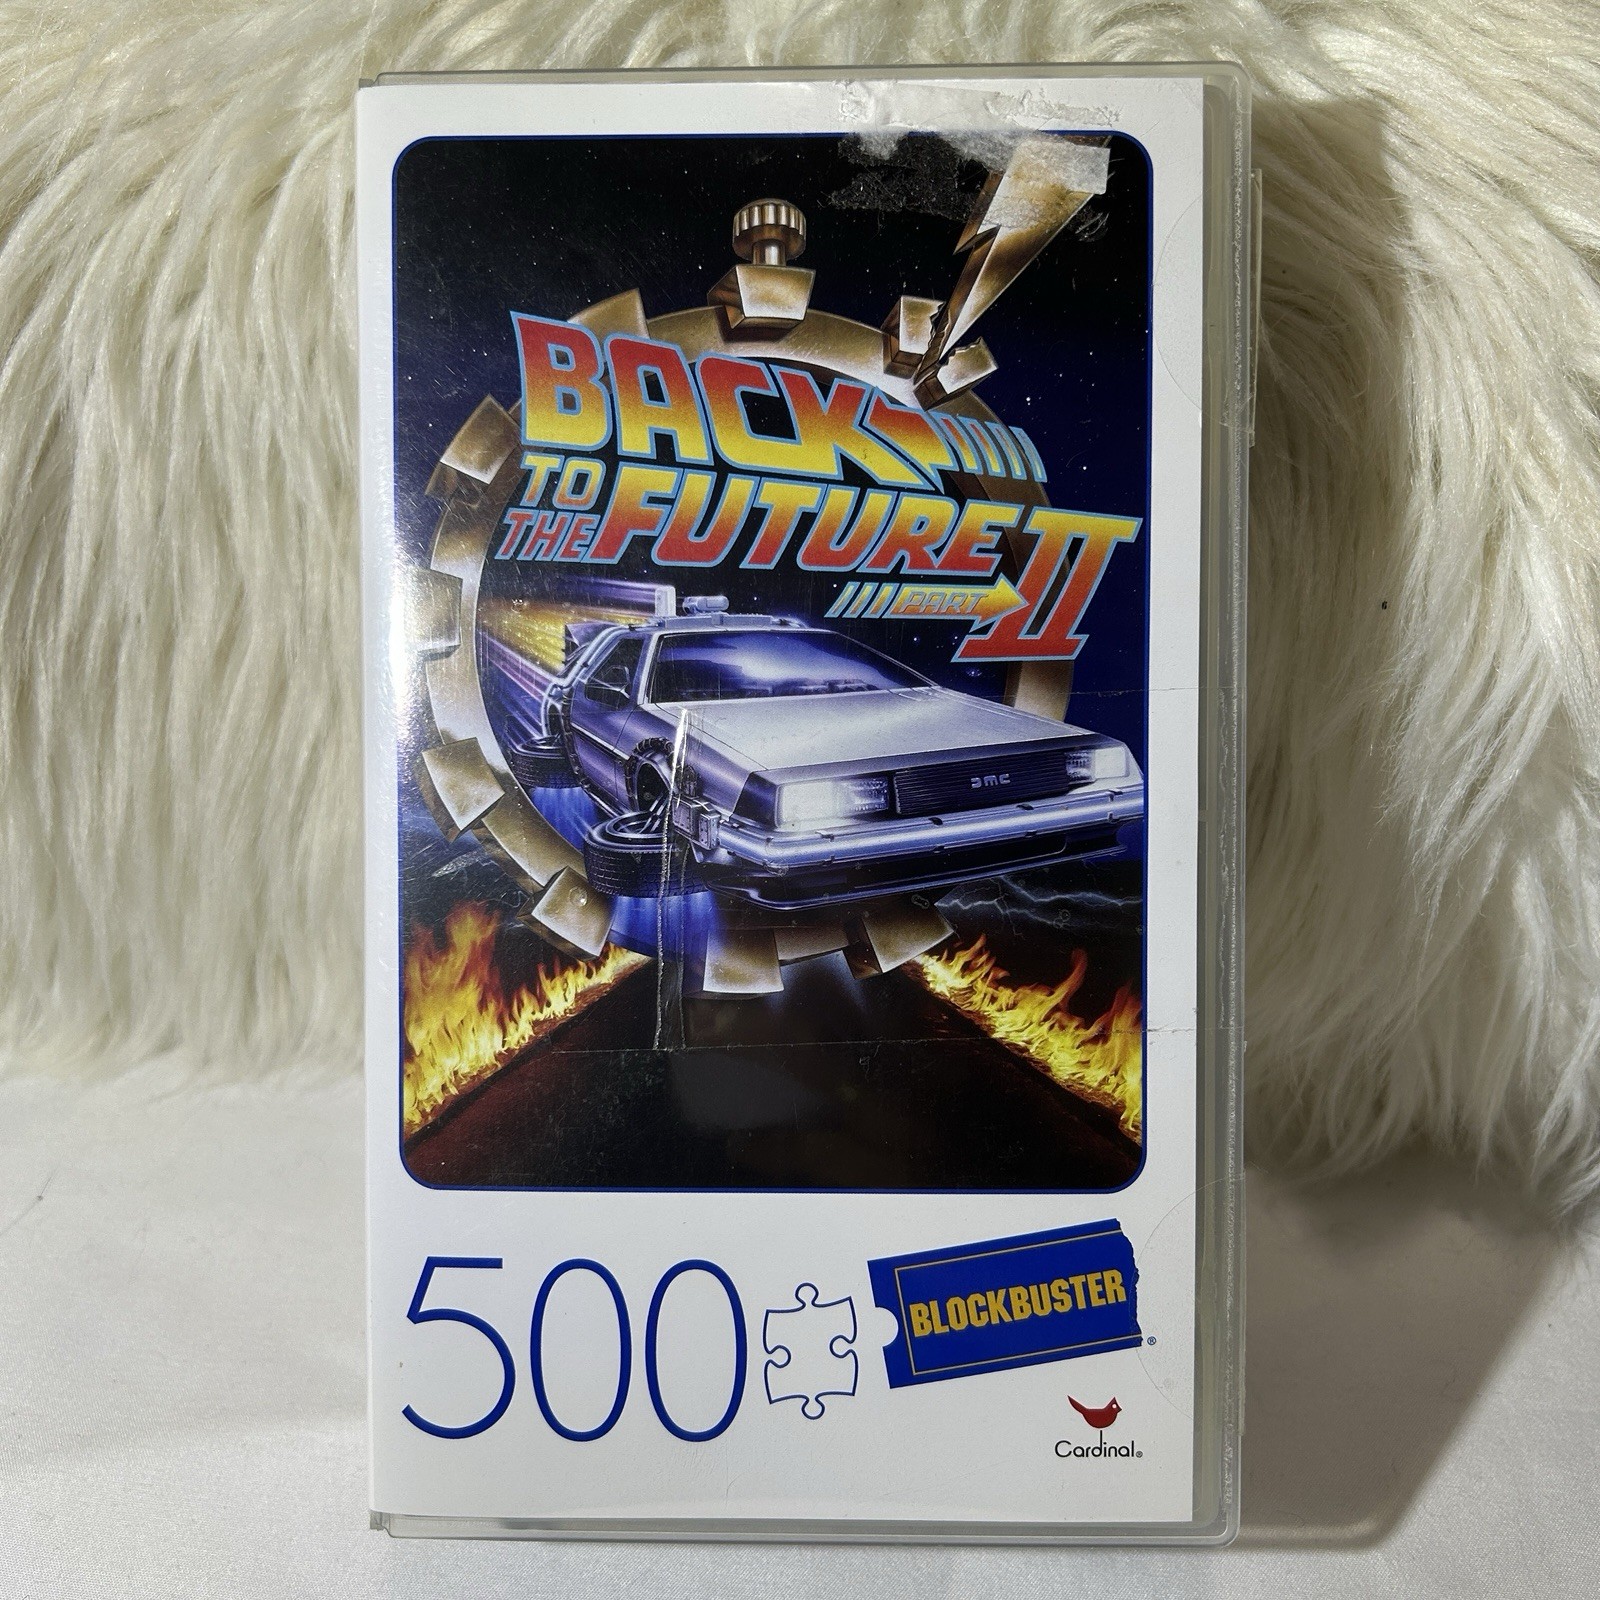 BACK
TO
THE FUTURE
PART II
DMC
500
BLOCKBUSTER®
Cardinal®